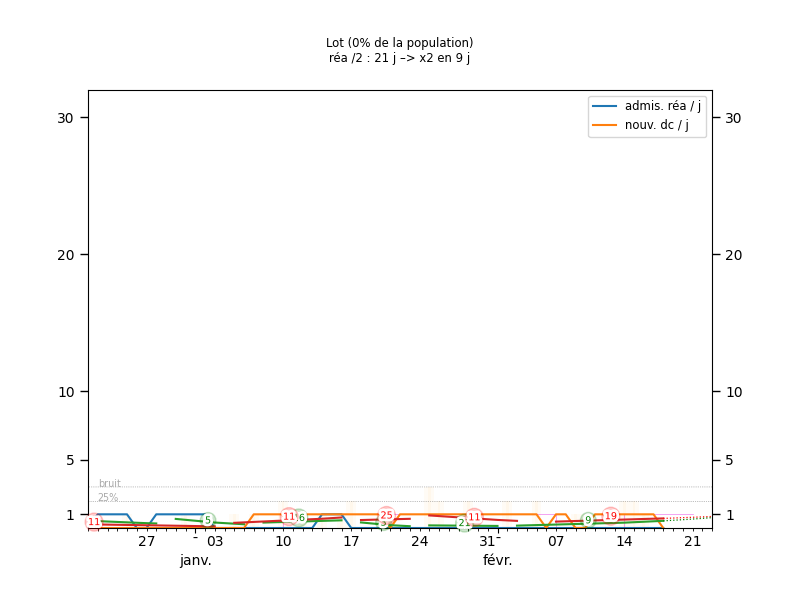 Lot (0% de la population)
réa /2 : 21 j –> x2 en 9 j
admis. réa / j
nouv. dc / j
30 30
20 20
10 10
5 5
bruit
25%
1 1
11 5 11 6 25 3 21 11 9 19
27 03 10 17 24 31 07 14 21
janv. févr.